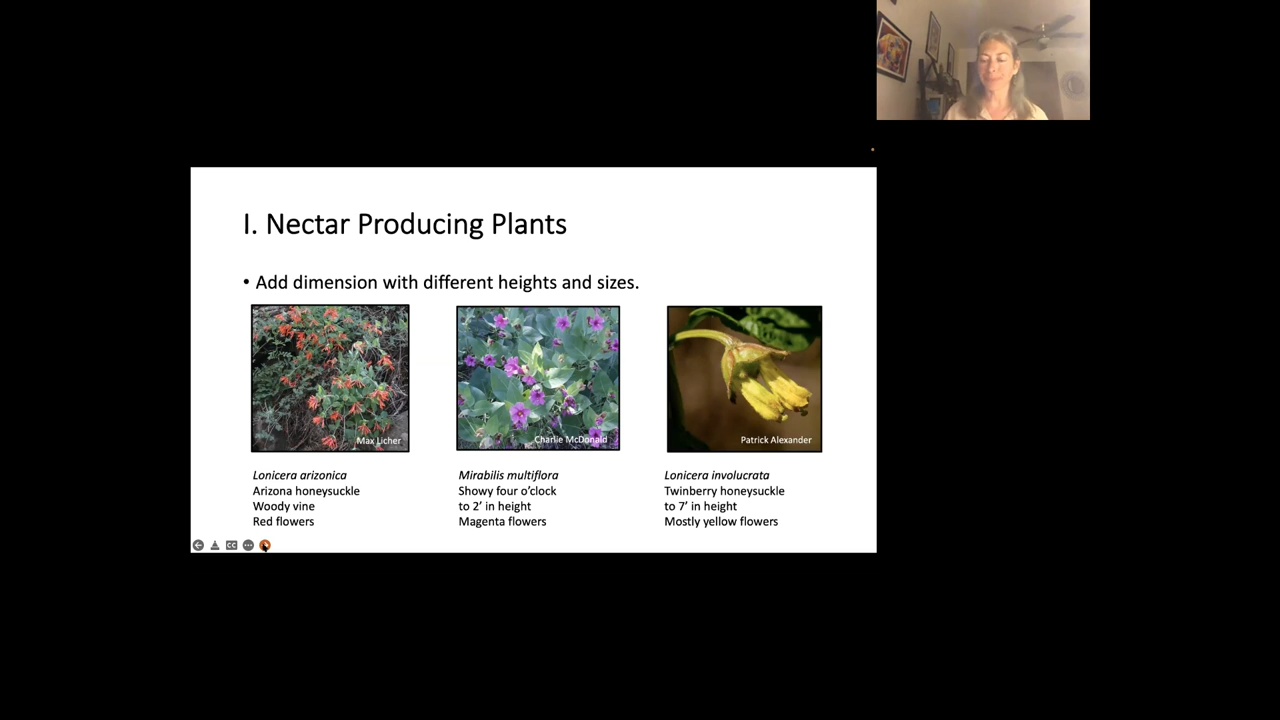 I. Nectar Producing Plants
• Add dimension with different heights and sizes.
Max Licher
Charlie McDonald
Patrick Alexander
Lonicera arizonica
Arizona honeysuckle
Woody vine
Red flowers
Mirabilis multiflora
Showy four o’clock
to 2’ in height
Magenta flowers
Lonicera involucrata
Twinberry honeysuckle
to 7’ in height
Mostly yellow flowers
CC